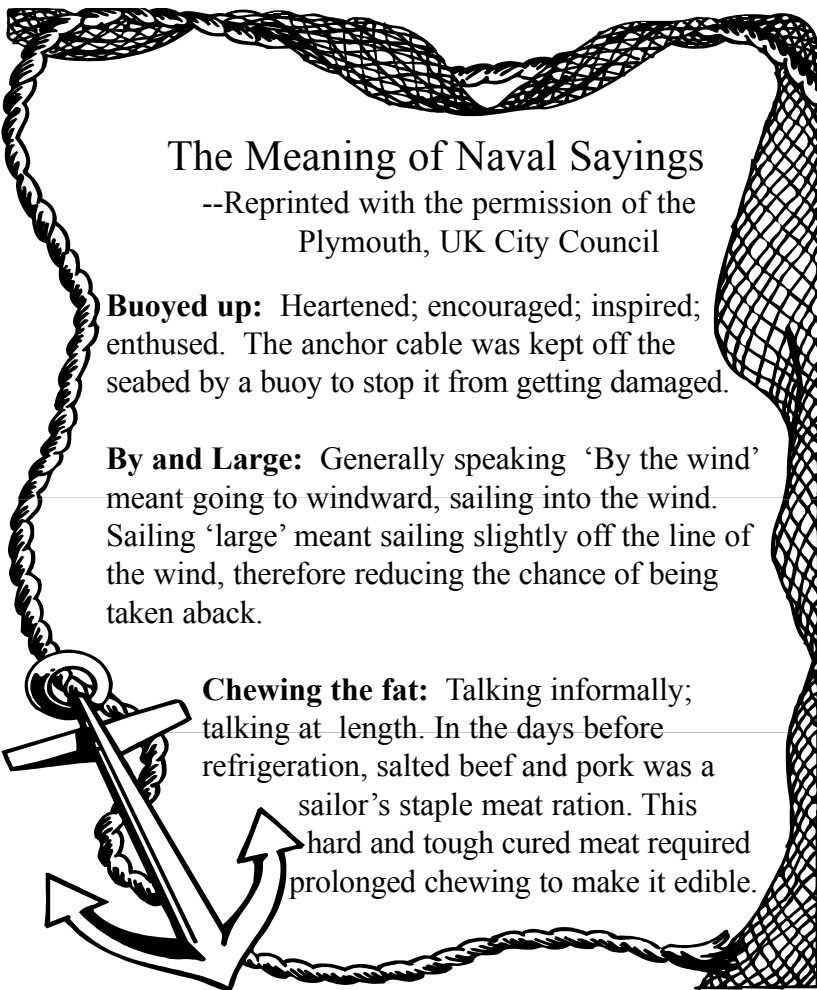 The Meaning of Naval Sayings
--Reprinted with the permission of the
Plymouth, UK City Council
Buoyed up:  Heartened; encouraged; inspired;
enthused.  The anchor cable was kept off the
seabed by a buoy to stop it from getting damaged.
By and Large:  Generally speaking  ‘By the wind’
meant going to windward, sailing into the wind.
Sailing ‘large’ meant sailing slightly off the line of
the wind, therefore reducing the chance of being
taken aback.
Chewing the fat:  Talking informally;
talking at  length. In the days before
refrigeration, salted beef and pork was a
sailor’s staple meat ration. This
hard and tough cured meat required
prolonged chewing to make it edible.